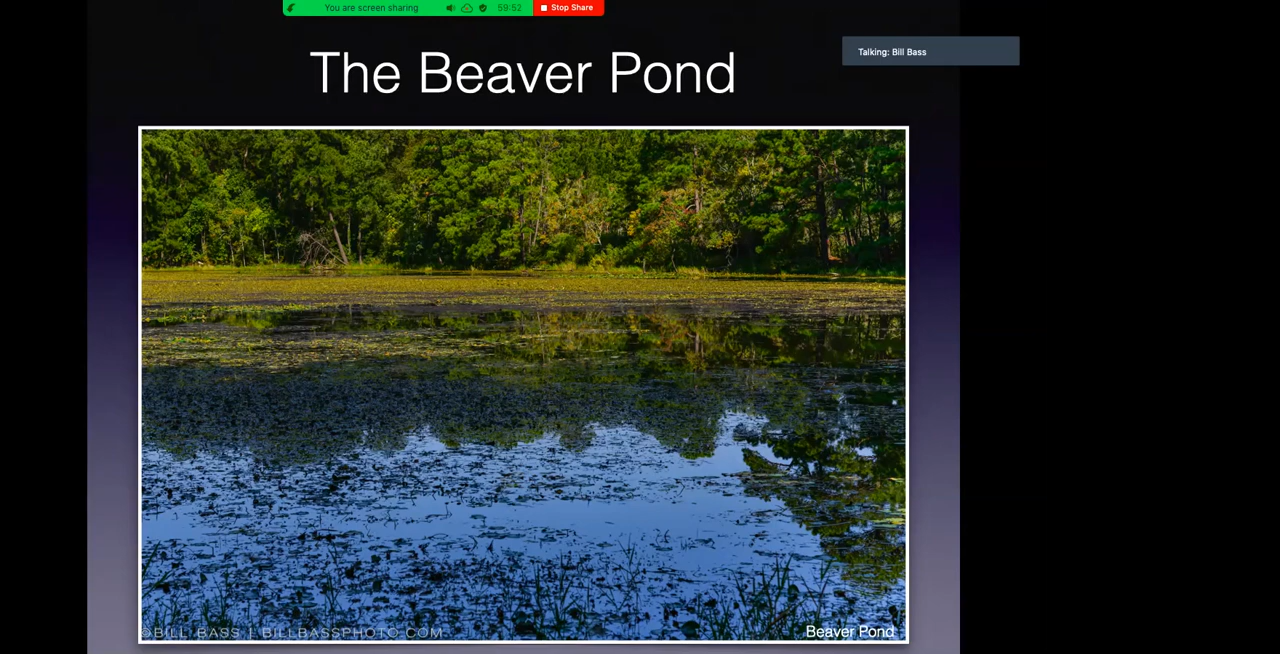 You are screen sharing 59:52 Stop Share
Talking: Bill Bass
The Beaver Pond
©BILL BASS | BILLBASSPHOTO.COM
Beaver Pond